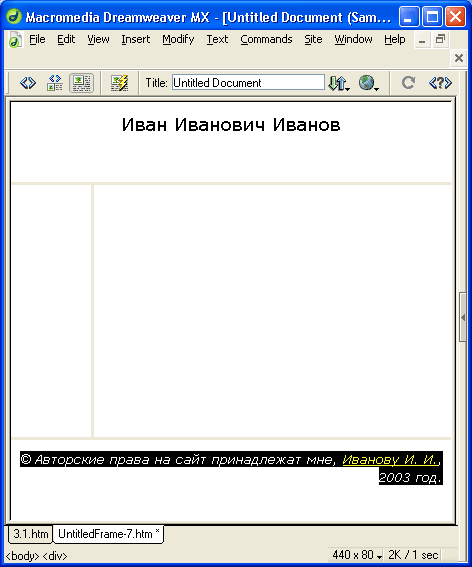 Macromedia Dreamweaver MX - [Untitled Document (Sam...
File Edit View Insert Modify Text Commands Site Window Help
Title: Untitled Document
Иван Иванович Иванов
© Авторские права на сайт принадлежат мне, Иванову И. И.,
2003 год.
3.1.htm UntitledFrame-7.htm *
<body> <div> 440 x 80 2K / 1 sec